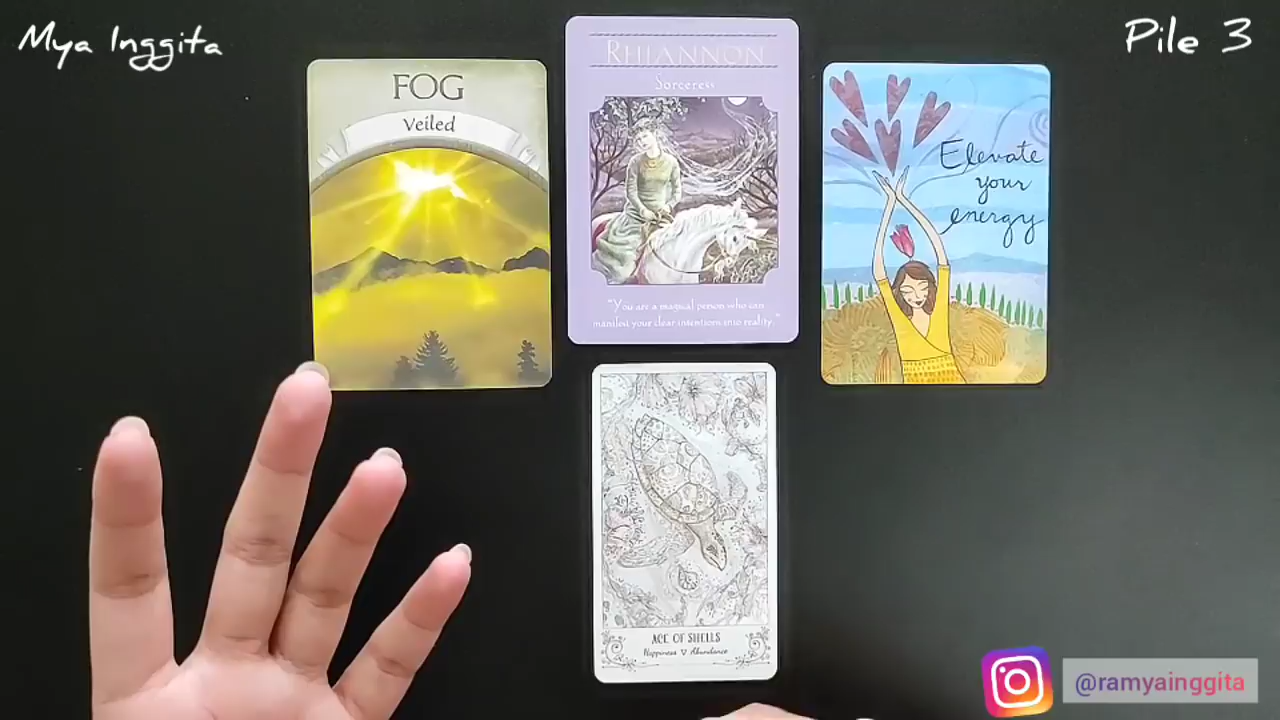 Mya Inggita
Pile 3
FOG
Veiled
RHIANNON
Sorceress
"You are a magical person who can
manifest your clear intentions into reality."
Elevate
your
energy
ACE OF SHELLS
Happiness ▽ Abundance
@ramyainggita